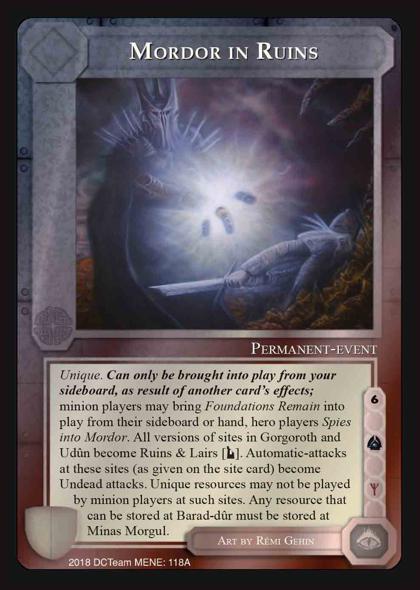 Mordor in Ruins
Permanent-event
Unique. Can only be brought into play from your
sideboard, as result of another card's effects;
minion players may bring Foundations Remain into
play from their sideboard or hand, hero players Spies
into Mordor. All versions of sites in Gorgoroth and
Udûn become Ruins & Lairs []. Automatic-attacks
at these sites (as given on the site card) become
Undead attacks. Unique resources may not be played
by minion players at such sites. Any resource that
can be stored at Barad-dûr must be stored at
Minas Morgul.
6
Art by Rémi Gehin
2018 DCTeam MENE: 118A